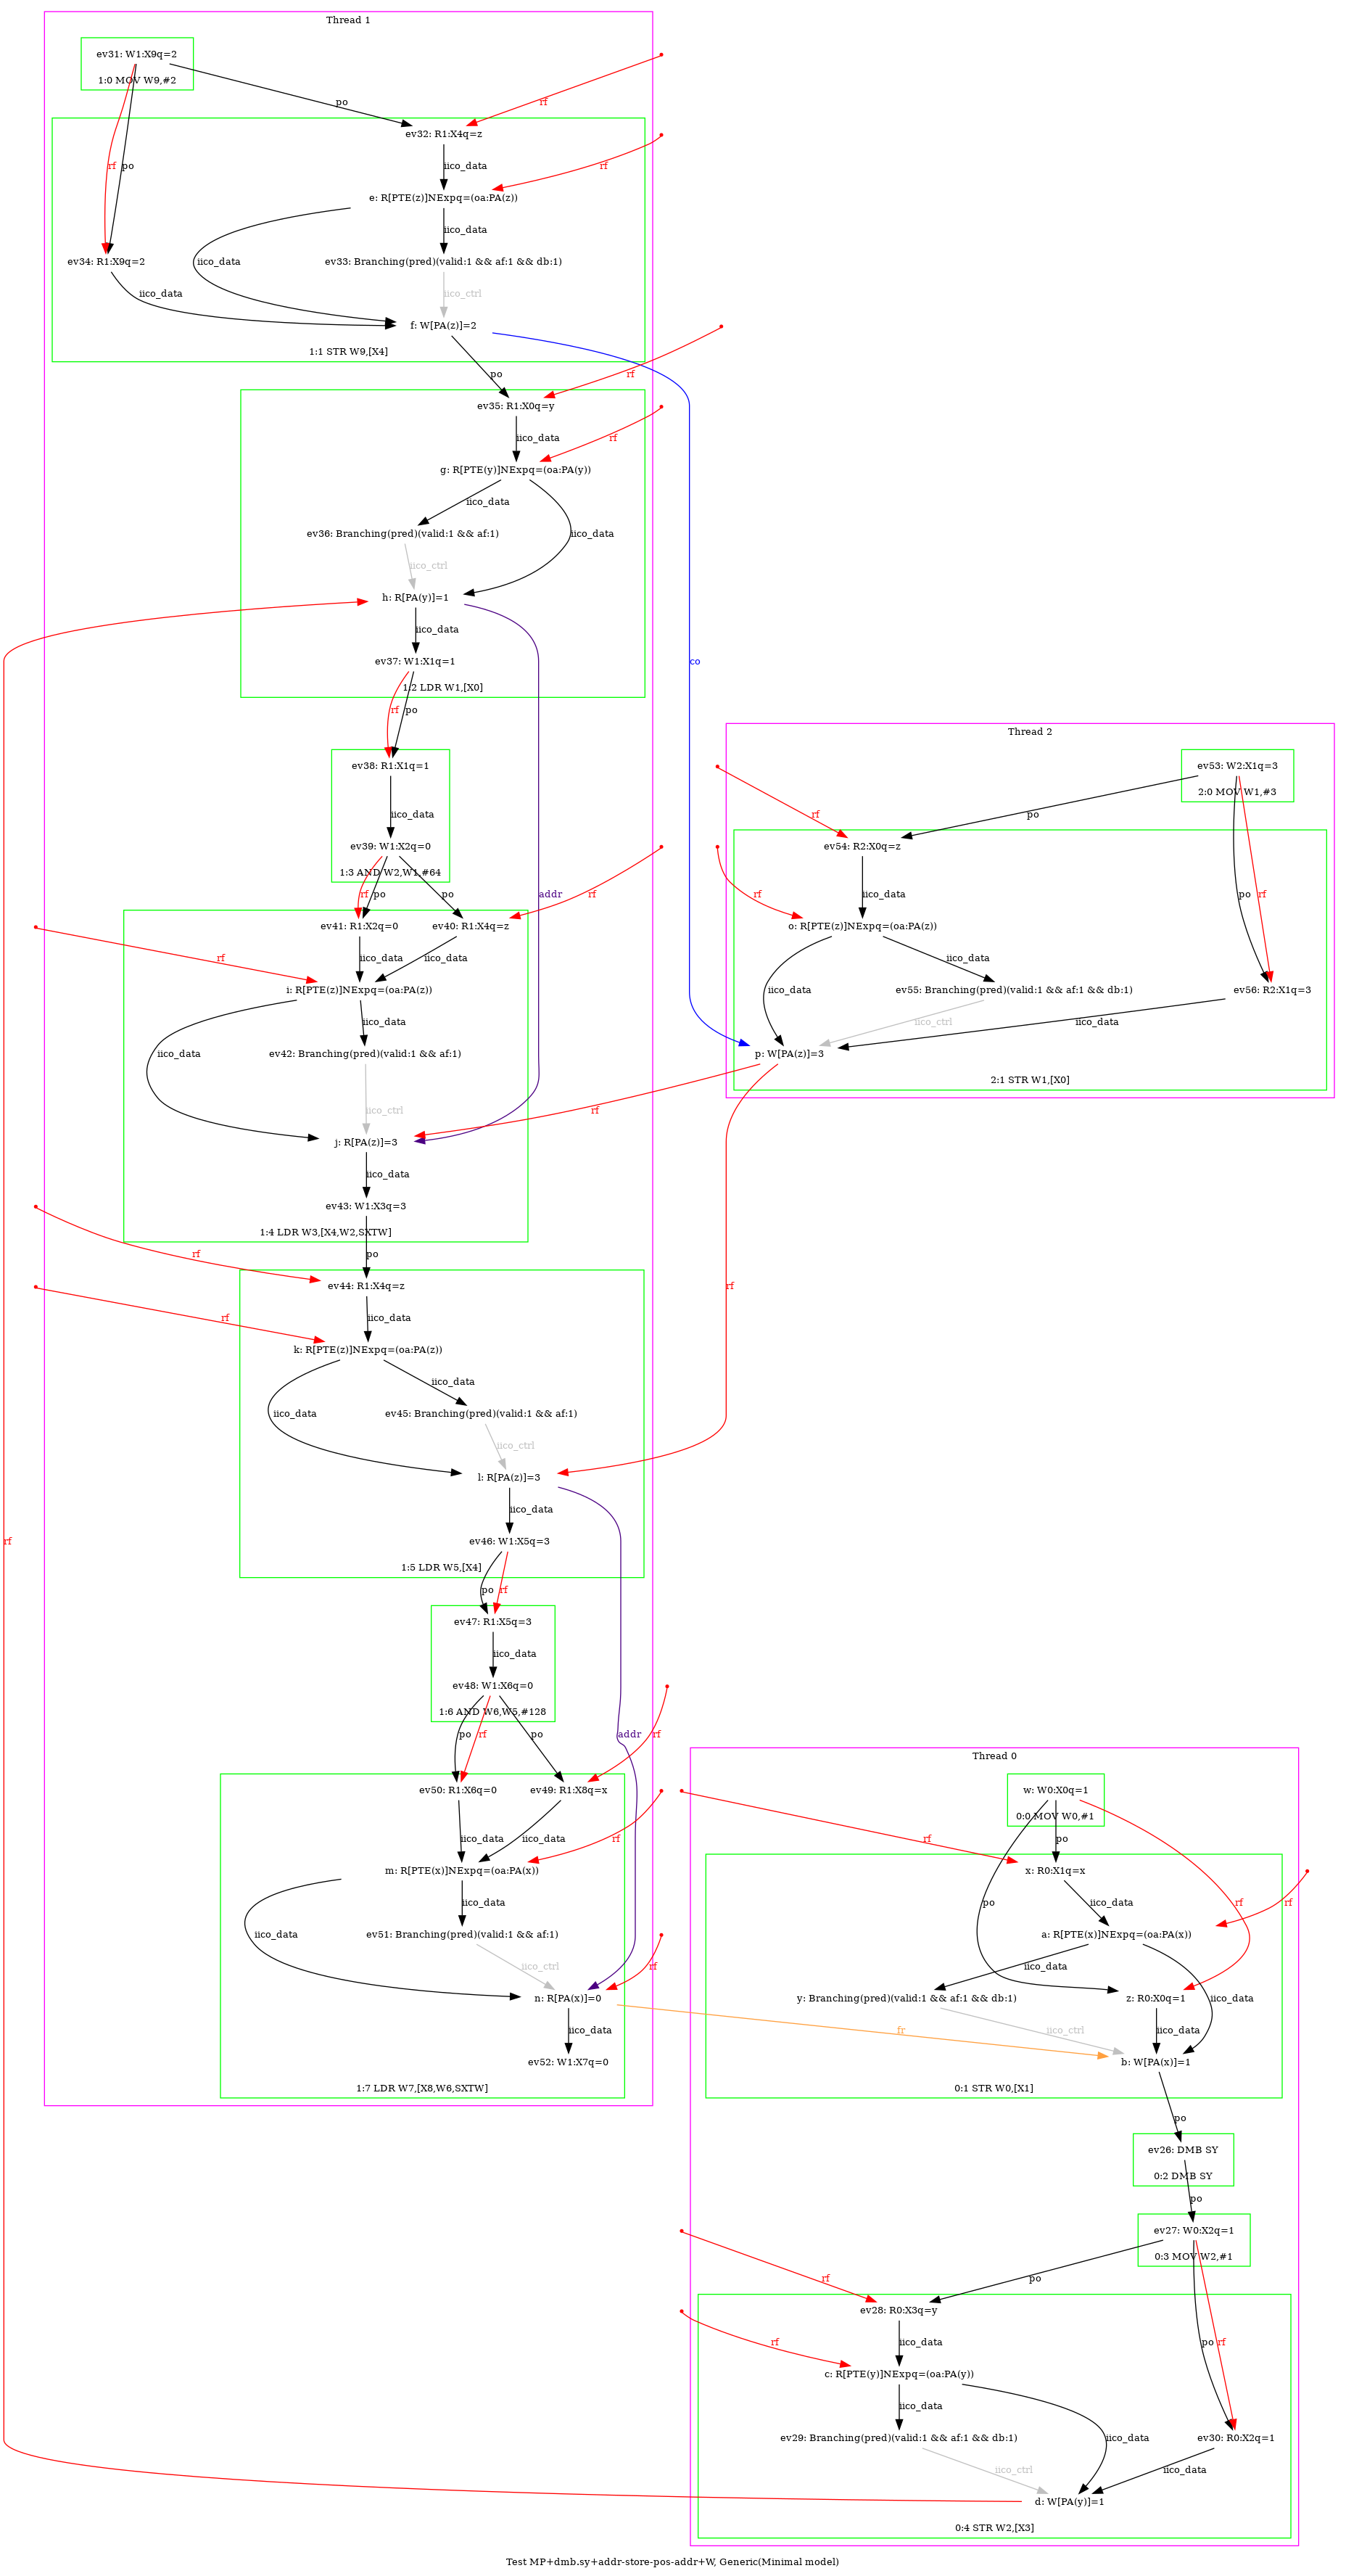 Thread 1
ev31: W1:X9q=2
1:0 MOV W9,#2
po
rf
ev32: R1:X4q=z
rf
po
iico_data
rf
e: R[PTE(z)]NExpq=(oa:PA(z))
iico_data
iico_data
ev34: R1:X9q=2
ev33: Branching(pred)(valid:1 && af:1 && db:1)
iico_data
iico_ctrl
f: W[PA(z)]=2
1:1 STR W9,[X4]
po
rf
ev35: R1:X0q=y
iico_data
rf
g: R[PTE(y)]NExpq=(oa:PA(y))
iico_data
ev36: Branching(pred)(valid:1 && af:1)
iico_data
iico_ctrl
h: R[PA(y)]=1
iico_data
ev37: W1:X1q=1
co
1:2 LDR W1,[X0]
rf
po
ev38: R1:X1q=1
iico_data
ev39: W1:X2q=0
1:3 AND W2,W1,#64
rf
po
po
addr
rf
ev41: R1:X2q=0
ev40: R1:X4q=z
rf
iico_data
iico_data
i: R[PTE(z)]NExpq=(oa:PA(z))
iico_data
iico_data
ev42: Branching(pred)(valid:1 && af:1)
iico_ctrl
rf
j: R[PA(z)]=3
iico_data
ev43: W1:X3q=3
1:4 LDR W3,[X4,W2,SXTW]
rf
po
ev44: R1:X4q=z
rf
iico_data
rf
k: R[PTE(z)]NExpq=(oa:PA(z))
iico_data
iico_data
ev45: Branching(pred)(valid:1 && af:1)
iico_ctrl
l: R[PA(z)]=3
iico_data
rf
ev46: W1:X5q=3
1:5 LDR W5,[X4]
po
rf
ev47: R1:X5q=3
iico_data
ev48: W1:X6q=0
1:6 AND W6,W5,#128
po
rf
po
addr
rf
ev50: R1:X6q=0
ev49: R1:X8q=x
iico_data
iico_data
rf
m: R[PTE(x)]NExpq=(oa:PA(x))
iico_data
iico_data
ev51: Branching(pred)(valid:1 && af:1)
iico_ctrl
rf
n: R[PA(x)]=0
iico_data
fr
ev52: W1:X7q=0
1:7 LDR W7,[X8,W6,SXTW]
Thread 2
ev53: W2:X1q=3
2:0 MOV W1,#3
rf
po
ev54: R2:X0q=z
rf
iico_data
po
rf
o: R[PTE(z)]NExpq=(oa:PA(z))
iico_data
iico_data
ev55: Branching(pred)(valid:1 && af:1 && db:1)
ev56: R2:X1q=3
iico_ctrl
iico_data
p: W[PA(z)]=3
2:1 STR W1,[X0]
Thread 0
w: W0:X0q=1
0:0 MOV W0,#1
rf
po
x: R0:X1q=x
po
iico_data
rf
rf
a: R[PTE(x)]NExpq=(oa:PA(x))
iico_data
y: Branching(pred)(valid:1 && af:1 && db:1)
z: R0:X0q=1
iico_data
iico_ctrl
iico_data
b: W[PA(x)]=1
0:1 STR W0,[X1]
po
ev26: DMB SY
0:2 DMB SY
po
ev27: W0:X2q=1
0:3 MOV W2,#1
rf
po
ev28: R0:X3q=y
rf
iico_data
po
rf
c: R[PTE(y)]NExpq=(oa:PA(y))
iico_data
iico_data
ev29: Branching(pred)(valid:1 && af:1 && db:1)
ev30: R0:X2q=1
iico_ctrl
iico_data
d: W[PA(y)]=1
0:4 STR W2,[X3]
Test MP+dmb.sy+addr-store-pos-addr+W, Generic(Minimal model)